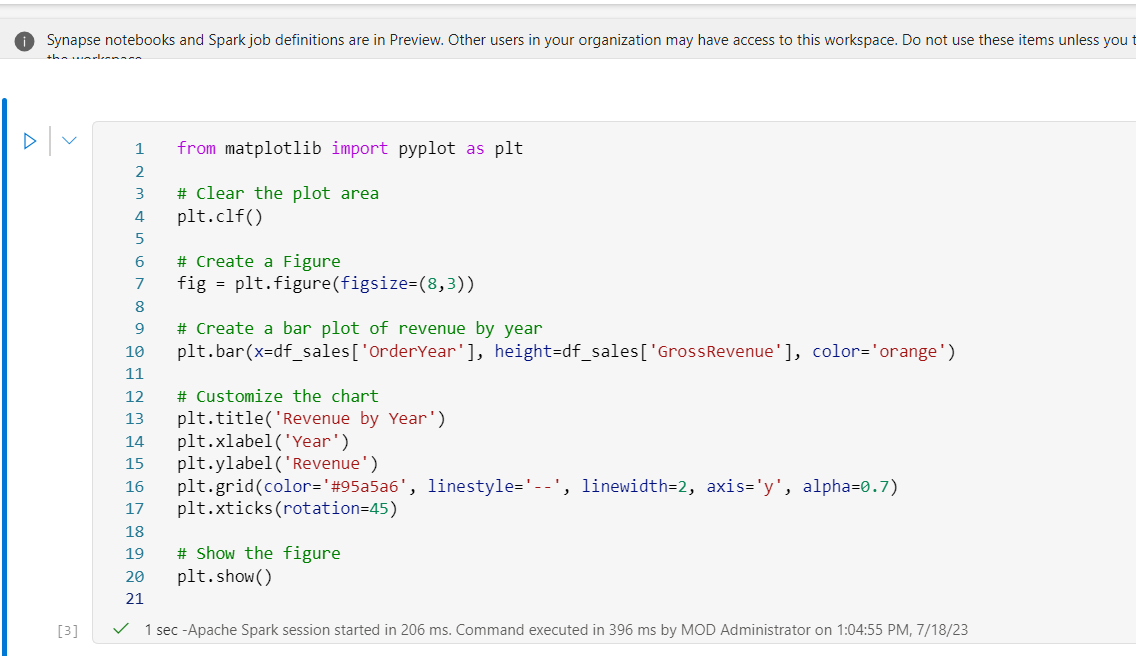 Synapse notebooks and Spark job definitions are in Preview. Other users in your organization may have access to this workspace. Do not use these items unless you t
the workspace.
1 from matplotlib import pyplot as plt
2
3 # Clear the plot area
4 plt.clf()
5
6 # Create a Figure
7 fig = plt.figure(figsize=(8,3))
8
9 # Create a bar plot of revenue by year
10 plt.bar(x=df_sales['OrderYear'], height=df_sales['GrossRevenue'], color='orange')
11
12 # Customize the chart
13 plt.title('Revenue by Year')
14 plt.xlabel('Year')
15 plt.ylabel('Revenue')
16 plt.grid(color='#95a5a6', linestyle='--', linewidth=2, axis='y', alpha=0.7)
17 plt.xticks(rotation=45)
18
19 # Show the figure
20 plt.show()
21
[3] 1 sec -Apache Spark session started in 206 ms. Command executed in 396 ms by MOD Administrator on 1:04:55 PM, 7/18/23